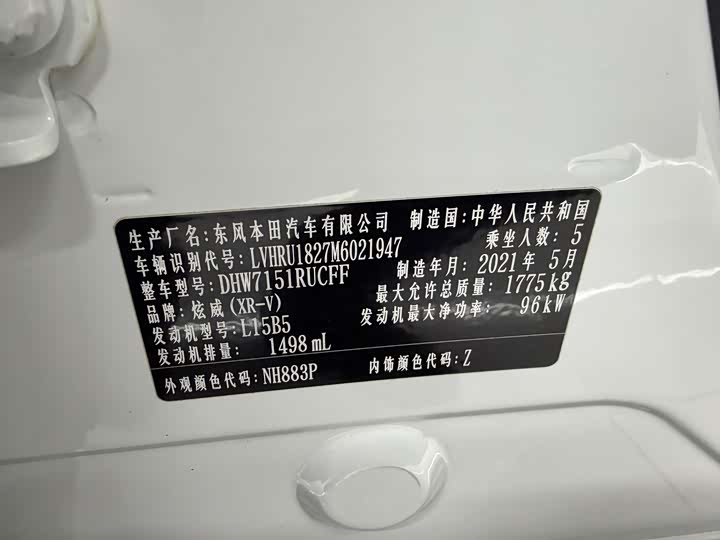 生产厂名:东风本田汽车有限公司 制造国:中华人民共和国
车辆识别代号:LVHRU1827M6021947 乘坐人数:5
整车型号:DHW7151RUCFF 制造年月:2021年5月
品牌:炫威(XR-V) 最大允许总质量:1775kg
发动机型号:L15B5 发动机最大净功率:96kW
发动机排量: 1498mL
外观颜色代码:NH883P 内饰颜色代码:Z